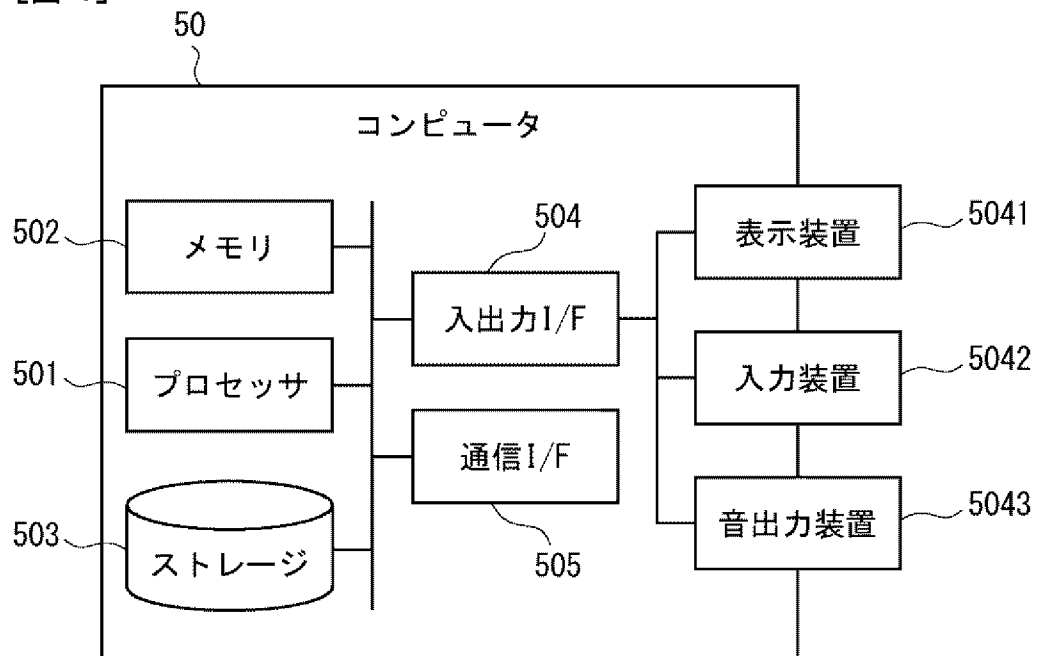 50
コンピュータ
502
メモリ
504
表示装置
5041
入出力I/F
501
プロセッサ
入力装置
5042
通信I/F
503
ストレージ
505
音出力装置
5043